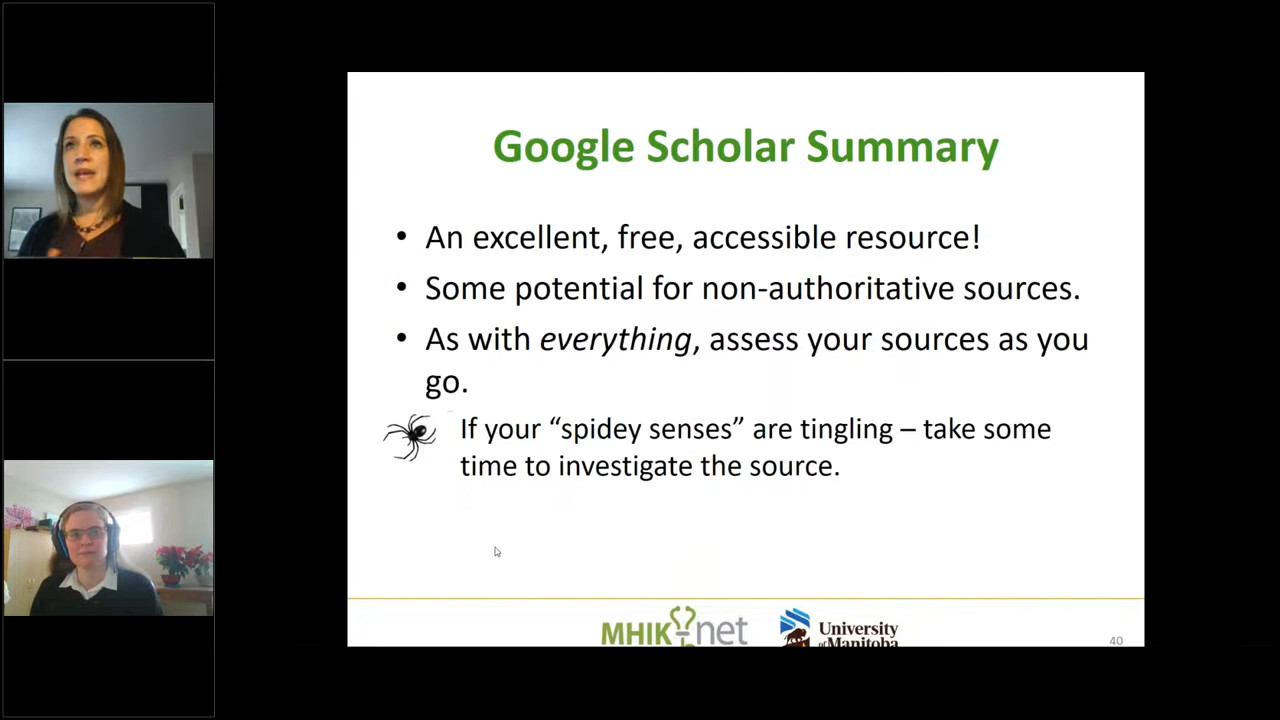 Google Scholar Summary
• An excellent, free, accessible resource!
• Some potential for non-authoritative sources.
• As with everything, assess your sources as you
go.
If your “spidey senses” are tingling – take some
time to investigate the source.
MHIKnet
University
of Manitoba
40